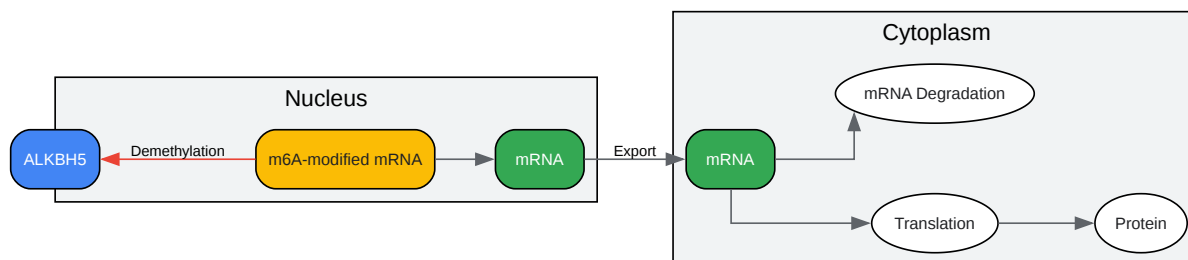 Cytoplasm
Nucleus
mRNA Degradation
ALKBH5
Demethylation
m6A-modified mRNA
mRNA
Export
mRNA
Translation
Protein